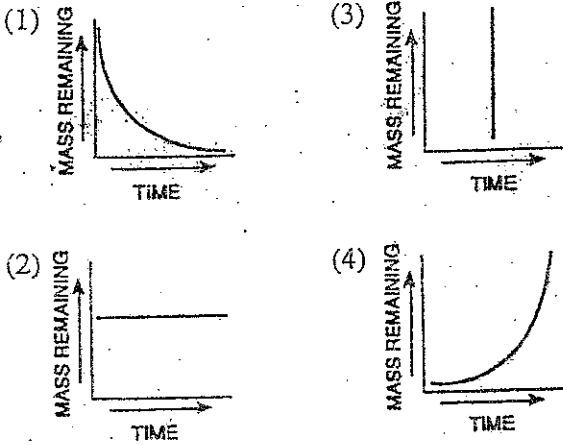 (1)
MASS REMAINING
TIME
(2)
MASS REMAINING
TIME
(3)
MASS REMAINING
TIME
(4)
MASS REMAINING
TIME